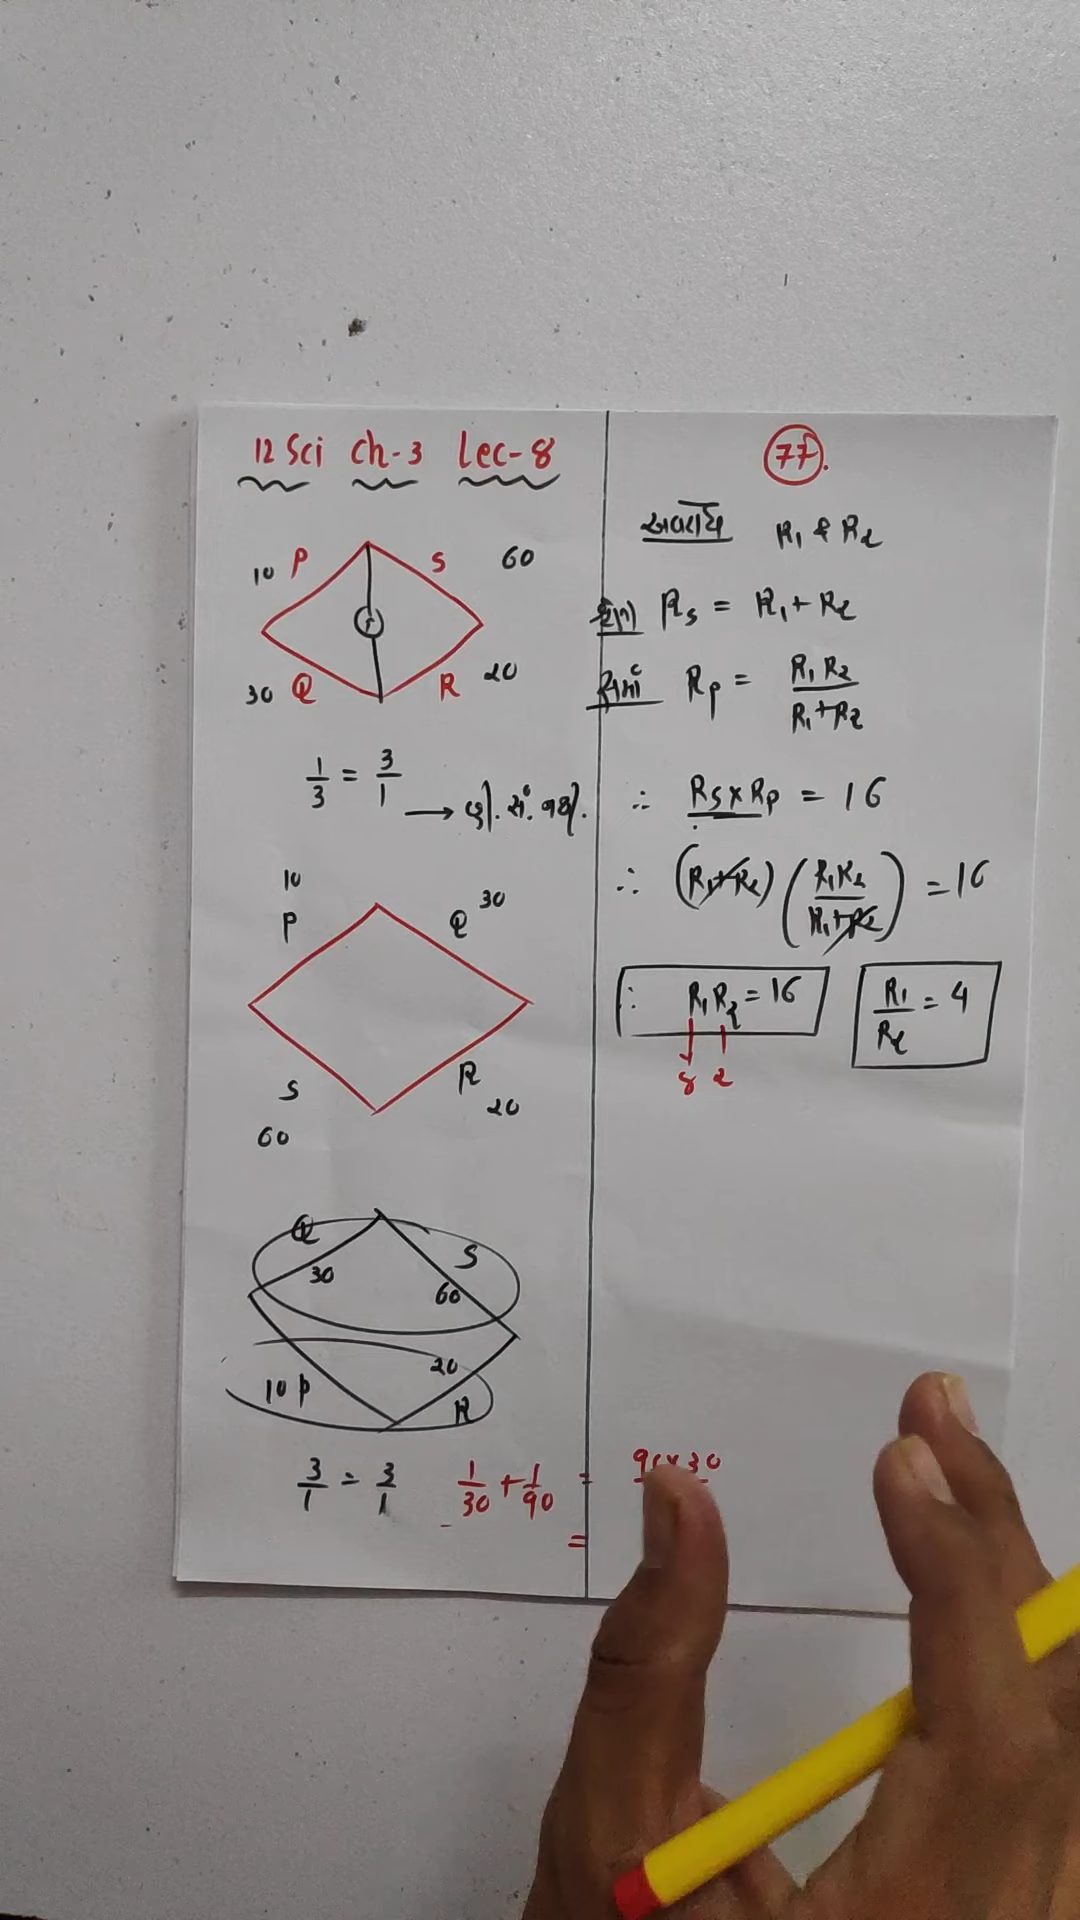 12 Sci Ch-3 Lec-8
10 P S 60
30 Q R 20
1/3 = 3/1 →
10 30
P Q
S R
60 20
Q S
30 60
10 P 20 R
3/1 = 3/1 1/30 + 1/90 =
=
77.
અવરોધ R₁ & R₂
Rs = R₁ + R₂
Rp = R₁R₂/R₁+R₂
∴ Rs x Rp = 16
∴ (R₁+R₂) (R₁R₂/R₁+R₂) = 16
∴ R₁R₂ = 16 R₁/R₂ = 4
8 2